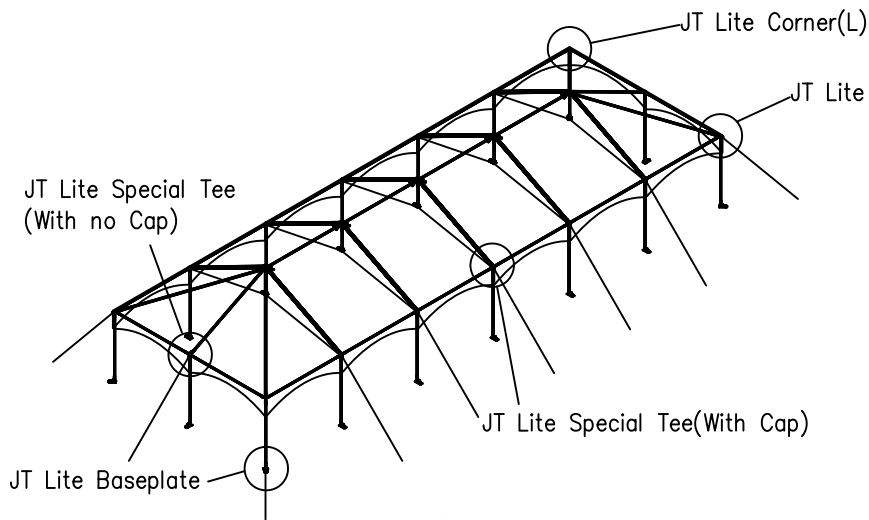 JT Lite Corner(L)
JT Lite
JT Lite Special Tee
(With no Cap)
JT Lite Special Tee(With Cap)
JT Lite Baseplate